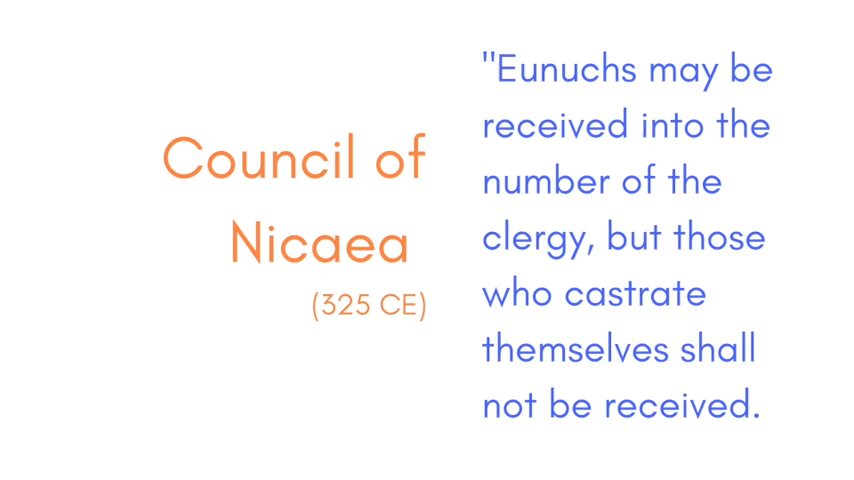 Council of
Nicaea
(325 CE)
"Eunuchs may be
received into the
number of the
clergy, but those
who castrate
themselves shall
not be received.